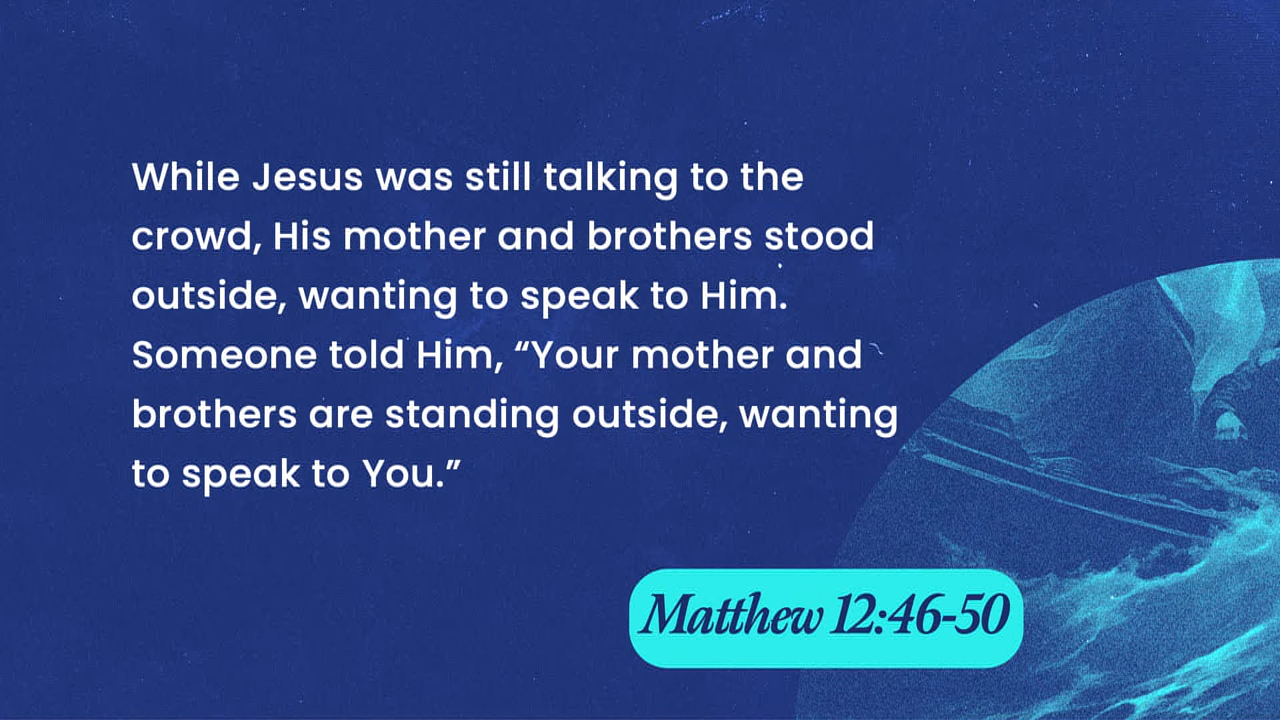 While Jesus was still talking to the
crowd, His mother and brothers stood
outside, wanting to speak to Him.
Someone told Him, “Your mother and
brothers are standing outside, wanting
to speak to You.”
Matthew 12:46-50